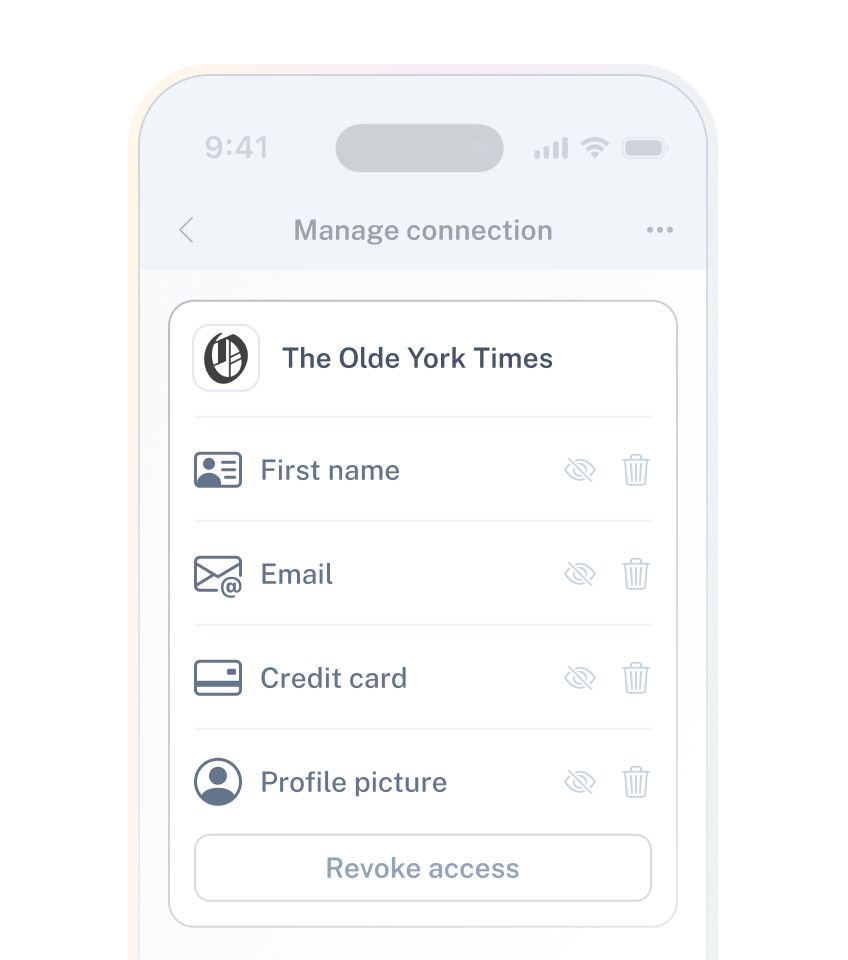 9:41
Manage connection
The Olde York Times
First name
Email
Credit card
Profile picture
Revoke access